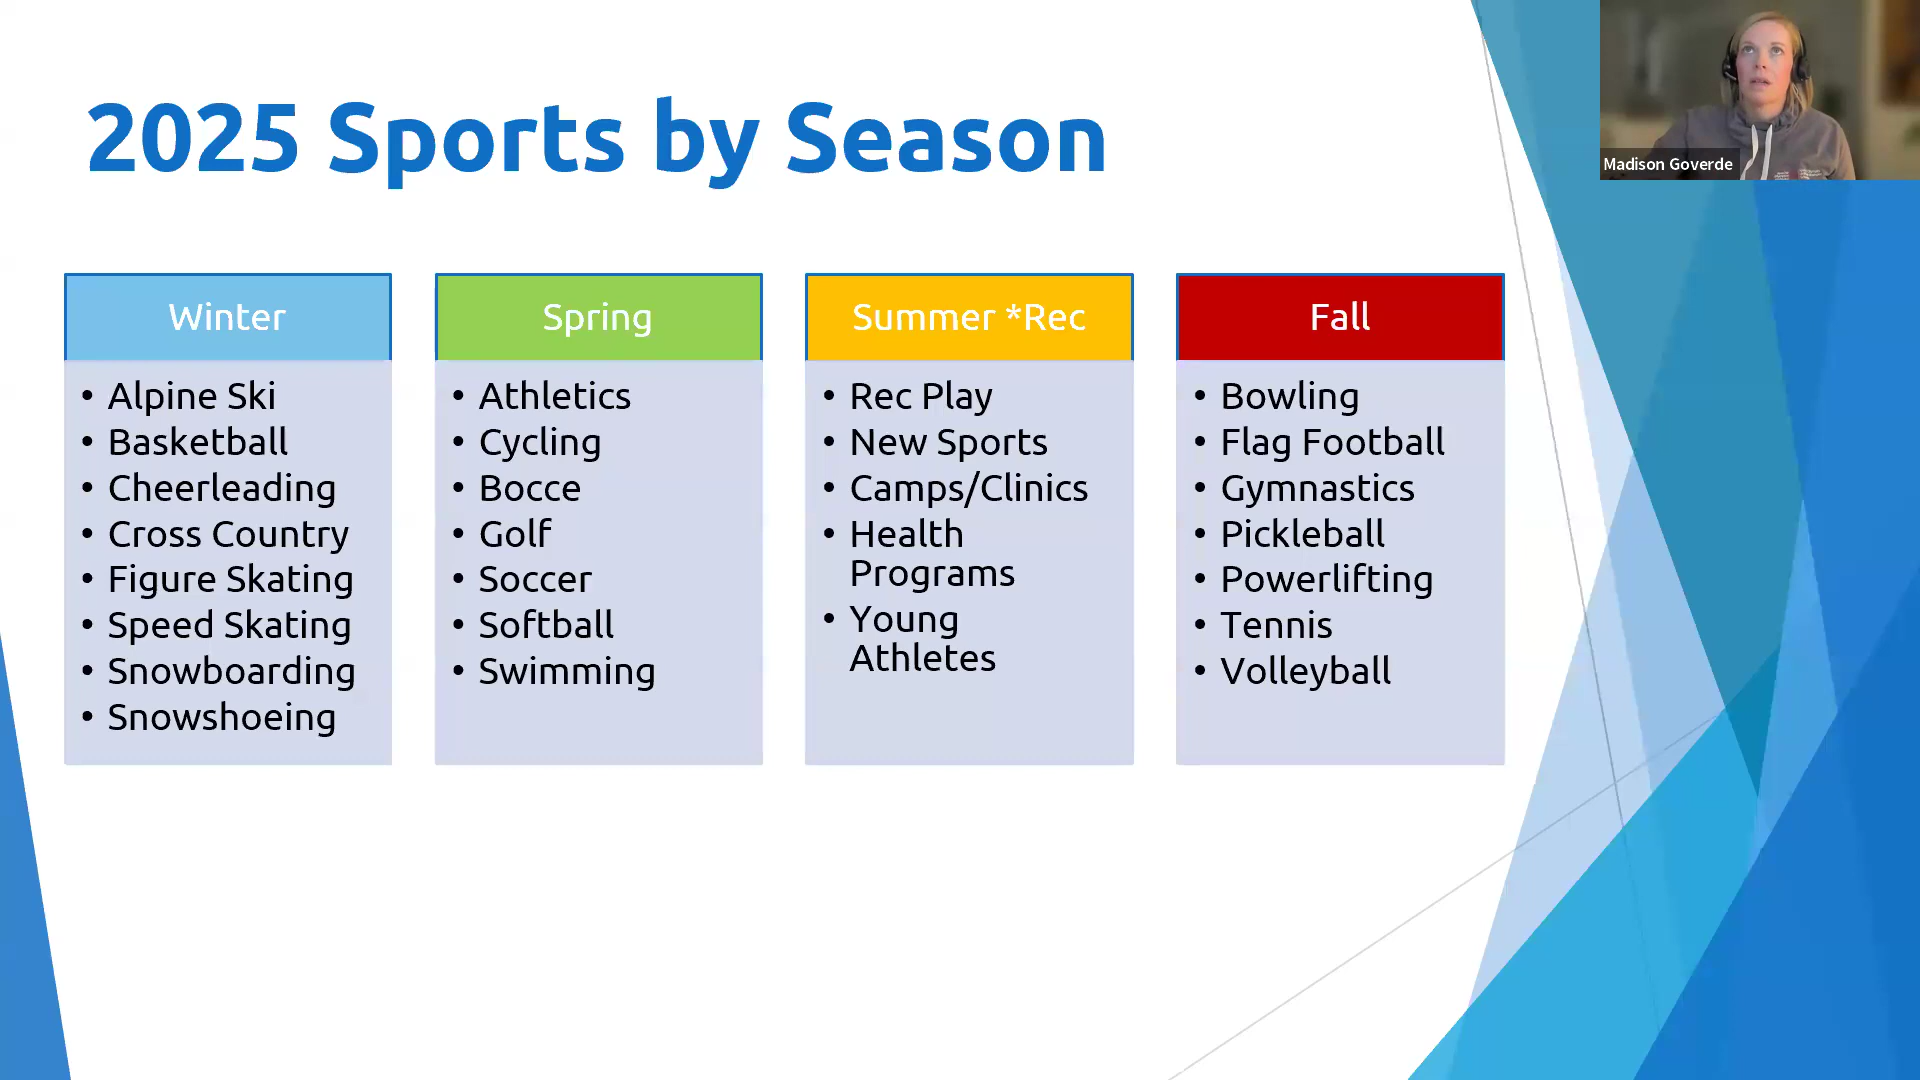 2025 Sports by Season
Madison Goverde
Winter
• Alpine Ski
• Basketball
• Cheerleading
• Cross Country
• Figure Skating
• Speed Skating
• Snowboarding
• Snowshoeing
Spring
• Athletics
• Cycling
• Bocce
• Golf
• Soccer
• Softball
• Swimming
Summer *Rec
• Rec Play
• New Sports
• Camps/Clinics
• Health
Programs
• Young
Athletes
Fall
• Bowling
• Flag Football
• Gymnastics
• Pickleball
• Powerlifting
• Tennis
• Volleyball